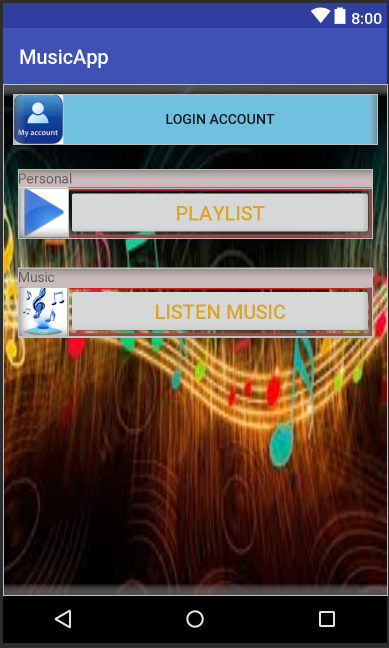 8:00
MusicApp
My account
LOGIN ACCOUNT
Personal
PLAYLIST
Music
LISTEN MUSIC